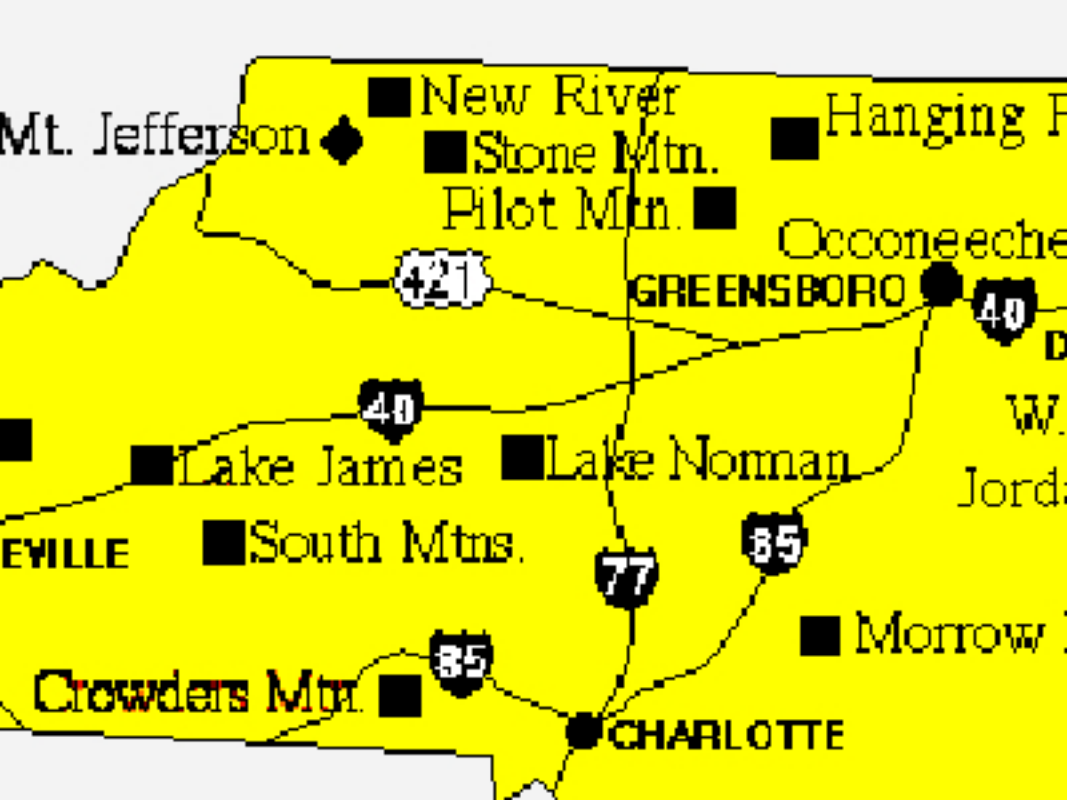 New River
Mt. Jefferson
Hanging
Stone Mtn.
Pilot Mtn.
Occoneeche
421
GREENSBORO
40
40
W.
Lake James
Lake Norman
South Mtns.
85
77
Morrow
85
Crowders Mtn.
CHARLOTTE